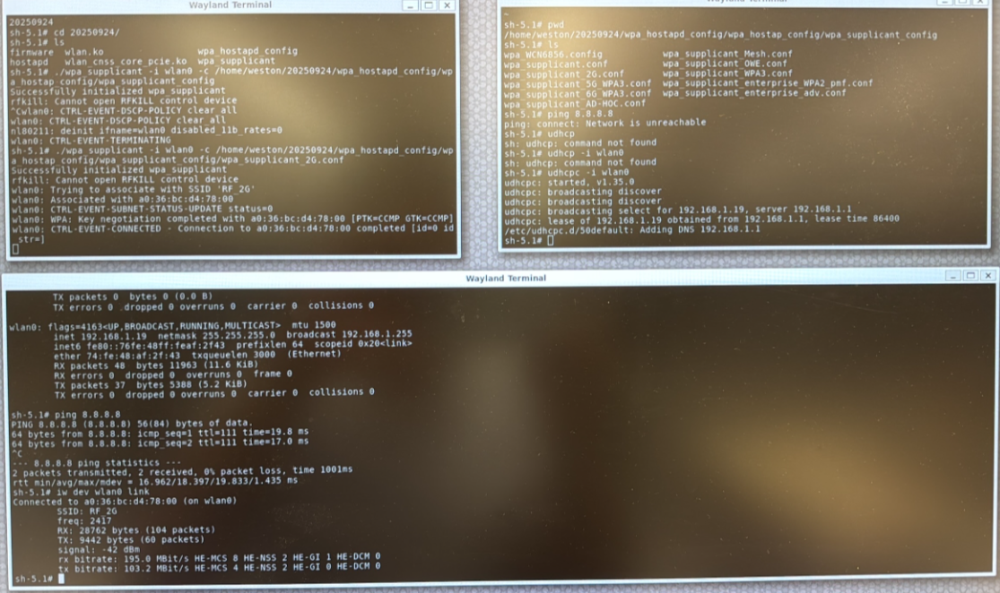 Wayland Terminal
20250924
sh-5.1# cd 20250924/
sh-5.1# ls
firmware  wlan.ko                wpa_hostapd_config
hostapd   wlan_cnss_core_pcie.ko  wpa_supplicant
sh-5.1# ./wpa_supplicant -i wlan0 -c /home/weston/20250924/wpa_hostapd_config/wp
a_hostap_config/wpa_supplicant_config
Successfully initialized wpa_supplicant
rfkill: Cannot open RFKILL control device
^Cwlan0: CTRL-EVENT-DSCP-POLICY clear_all
wlan0: CTRL-EVENT-DSCP-POLICY clear_all
nl80211: deinit ifname=wlan0 disabled_11b_rates=0
wlan0: CTRL-EVENT-TERMINATING
sh-5.1# ./wpa_supplicant -i wlan0 -c /home/weston/20250924/wpa_hostapd_config/wp
a_hostap_config/wpa_supplicant_config/wpa_supplicant_2G.conf
Successfully initialized wpa_supplicant
rfkill: Cannot open RFKILL control device
wlan0: Trying to associate with SSID 'RF_2G'
wlan0: Associated with a0:36:bc:d4:78:00
wlan0: CTRL-EVENT-SUBNET-STATUS-UPDATE status=0
wlan0: WPA: Key negotiation completed with a0:36:bc:d4:78:00 [PTK=CCMP GTK=CCMP]
wlan0: CTRL-EVENT-CONNECTED - Connection to a0:36:bc:d4:78:00 completed [id=0 id
_str=]
Wayland Terminal
~
sh-5.1# pwd
/home/weston/20250924/wpa_hostapd_config/wpa_hostap_config/wpa_supplicant_config
sh-5.1# ls
wpa_WCN6856.config          wpa_supplicant_Mesh.conf
wpa_supplicant.conf         wpa_supplicant_OWE.conf
wpa_supplicant_2G.conf      wpa_supplicant_WPA3.conf
wpa_supplicant_5G_WPA3.conf  wpa_supplicant_enterprise_WPA2_pmf.conf
wpa_supplicant_6G_WPA3.conf  wpa_supplicant_enterprise_adv.conf
wpa_supplicant_AD-HOC.conf
sh-5.1# ping 8.8.8.8
ping: connect: Network is unreachable
sh-5.1# udhcp
sh: udhcp: command not found
sh-5.1# udhcp -i wlan0
sh: udhcp: command not found
sh-5.1# udhcpc -i wlan0
udhcpc: started, v1.35.0
udhcpc: broadcasting discover
udhcpc: broadcasting discover
udhcpc: broadcasting select for 192.168.1.19, server 192.168.1.1
udhcpc: lease of 192.168.1.19 obtained from 192.168.1.1, lease time 86400
/etc/udhcpc.d/50default: Adding DNS 192.168.1.1
sh-5.1#
Wayland Terminal
TX packets 0  bytes 0 (0.0 B)
TX errors 0  dropped 0 overruns 0  carrier 0  collisions 0
wlan0: flags=4163<UP,BROADCAST,RUNNING,MULTICAST>  mtu 1500
inet 192.168.1.19  netmask 255.255.255.0  broadcast 192.168.1.255
inet6 fe80::76fe:48ff:feaf:2f43  prefixlen 64  scopeid 0x20<link>
ether 74:fe:48:af:2f:43  txqueuelen 3000  (Ethernet)
RX packets 48  bytes 11963 (11.6 KiB)
RX errors 0  dropped 0  overruns 0  frame 0
TX packets 37  bytes 5388 (5.2 KiB)
TX errors 0  dropped 0 overruns 0  carrier 0  collisions 0
sh-5.1# ping 8.8.8.8
PING 8.8.8.8 (8.8.8.8) 56(84) bytes of data.
64 bytes from 8.8.8.8: icmp_seq=1 ttl=111 time=19.8 ms
64 bytes from 8.8.8.8: icmp_seq=2 ttl=111 time=17.0 ms
^C
--- 8.8.8.8 ping statistics ---
2 packets transmitted, 2 received, 0% packet loss, time 1001ms
rtt min/avg/max/mdev = 16.962/18.397/19.833/1.435 ms
sh-5.1# iw dev wlan0 link
Connected to a0:36:bc:d4:78:00 (on wlan0)
SSID: RF_2G
freq: 2417
RX: 28762 bytes (104 packets)
TX: 9442 bytes (60 packets)
signal: -42 dBm
rx bitrate: 195.0 MBit/s HE-MCS 8 HE-NSS 2 HE-GI 1 HE-DCM 0
tx bitrate: 103.2 MBit/s HE-MCS 4 HE-NSS 2 HE-GI 0 HE-DCM 0
sh-5.1#